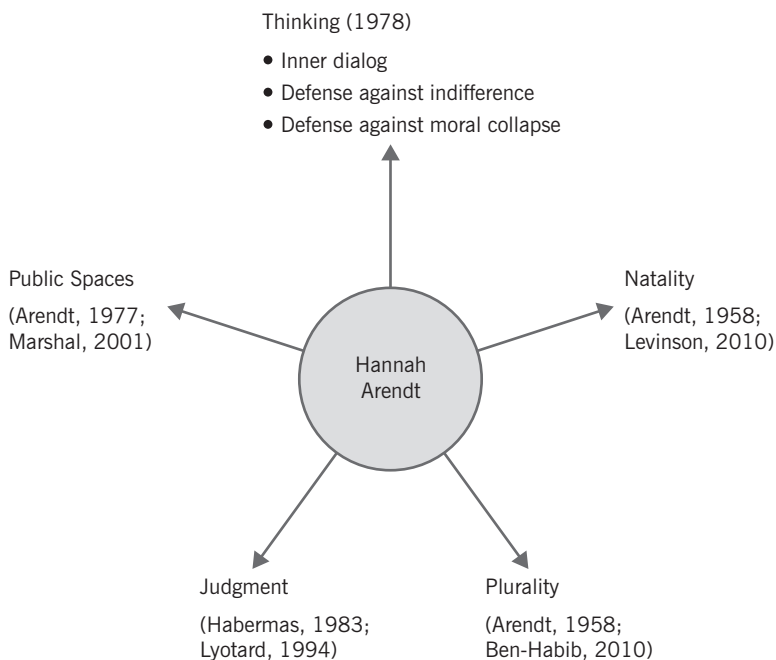 Thinking (1978)
• Inner dialog
• Defense against indifference
• Defense against moral collapse
Public Spaces
(Arendt, 1977;
Marshal, 2001)
Natality
(Arendt, 1958;
Levinson, 2010)
Hannah
Arendt
Judgment
(Habermas, 1983;
Lyotard, 1994)
Plurality
(Arendt, 1958;
Ben-Habib, 2010)